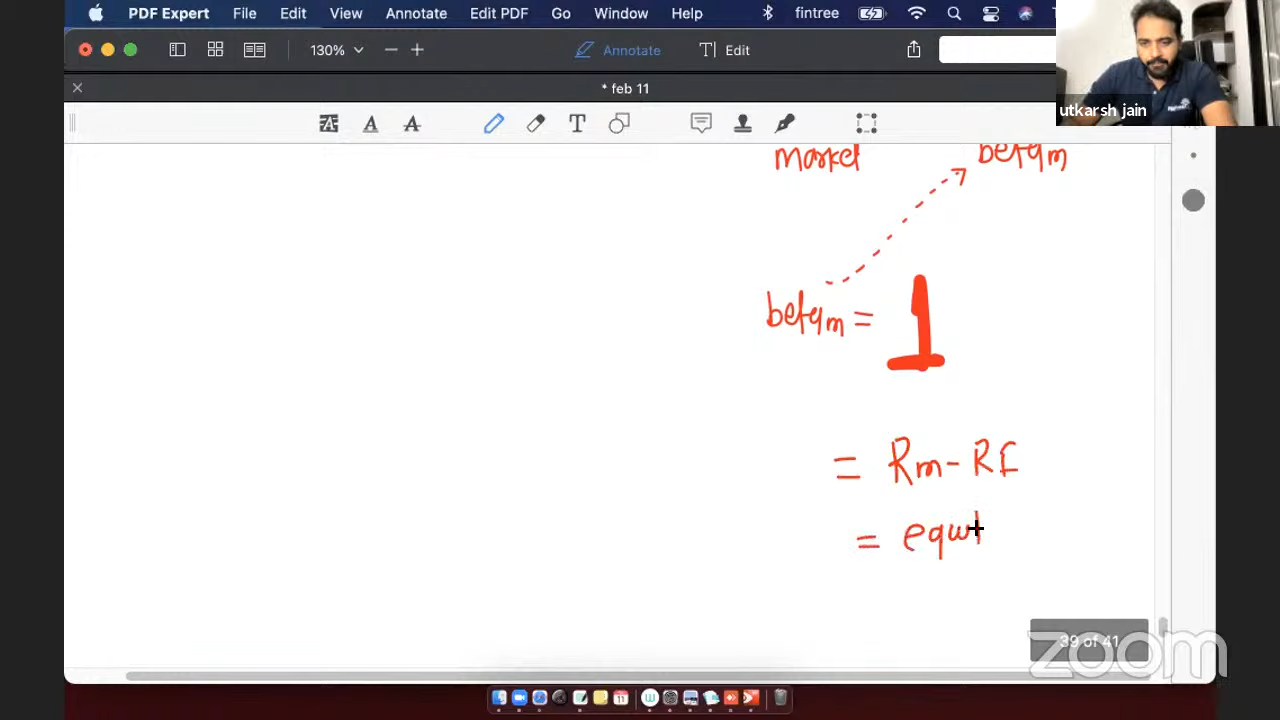 PDF Expert File Edit View Annotate Edit PDF Go Window Help fintree
130% Annotate Edit
utkarsh jain
* feb 11
market betam
betam = 1
= Rm - RF
= equt
39 of 41
zoom